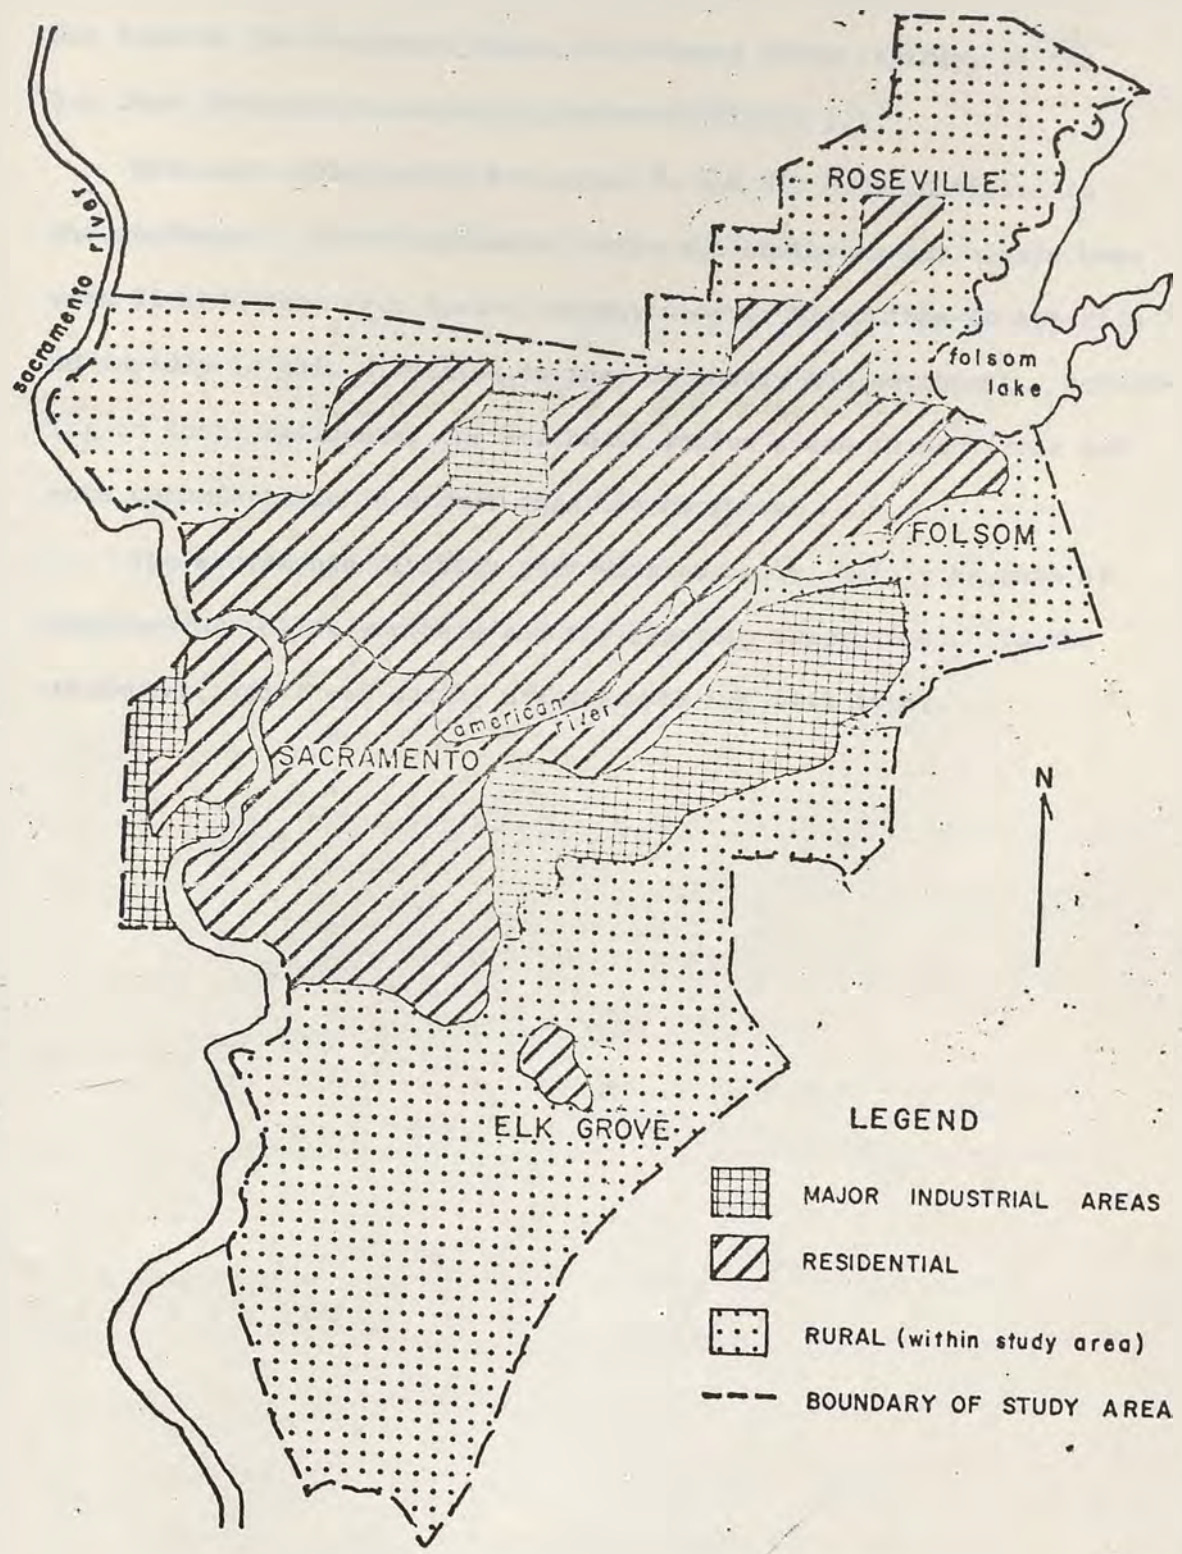 ROSEVILLE
sacramento river
folsom
lake
FOLSOM
american
river
SACRAMENTO
N
ELK GROVE
LEGEND
MAJOR INDUSTRIAL AREAS
RESIDENTIAL
RURAL (within study area)
BOUNDARY OF STUDY AREA